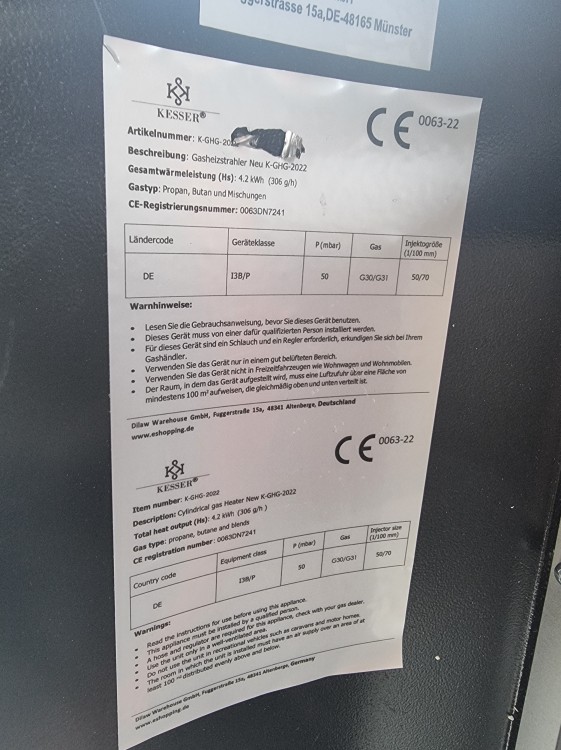 strasse 15a,DE-48165 Münster
KESSER®
CE 0063-22
Artikelnummer: K-GHG-20
Beschreibung: Gasheizstrahler Neu K-GHG-2022
Gesamtwärmeleistung (Hs): 4.2 kWh (306 g/h)
Gastyp: Propan, Butan und Mischungen
CE-Registrierungsnummer: 0063DN7241
Ländercode Geräteklasse P(mbar) Gas Injektogröße (1/100 mm)
DE I3B/P 50 G30/G31 50/70
Warnhinweise:
• Lesen Sie die Gebrauchsanweisung, bevor Sie dieses Gerät benutzen.
• Dieses Gerät muss von einer dafür qualifizierten Person installiert werden.
• Für dieses Gerät sind ein Schlauch und ein Regler erforderlich, erkundigen Sie sich bei Ihrem
Gashändler.
• Verwenden Sie das Gerät nur in einem gut belüfteten Bereich.
• Verwenden Sie das Gerät nicht in Freizeitfahrzeugen wie Wohnwagen und Wohnmobilen.
• Der Raum, in dem das Gerät aufgestellt wird, muss eine Luftzufuhr über eine Fläche von
mindestens 100 m² aufweisen, die gleichmäßig oben und unten verteilt ist.
Dilaw Warehouse GmbH, Fuggerstraße 15a, 48341 Altenberge, Deutschland
www.eshopping.de
KESSER®
CE 0063-22
Item number: K-GHG-2022
Description: Cylindrical gas Heater New K-GHG-2022
Total heat output (Hs): 4.2 kWh (306 g/h )
Gas type: propane, butane and blends
CE registration number: 0063DN7241
Country code Equipment class P (mbar) Gas Injector size (1/100 mm)
DE I3B/P 50 G30/G31 50/70
Warnings:
• Read the instructions for use before using this appliance.
• This appliance must be installed by a qualified person.
• A hose and regulator are required for this appliance, check with your gas dealer.
• Use the unit only in a well-ventilated area.
• Do not use the unit in recreational vehicles such as caravans and motor homes.
• The room in which the unit is installed must have an air supply over an area of at
least 100 distributed evenly above and below.
Dilaw Warehouse GmbH, Fuggerstraße 15a, 48341 Altenberge, Germany
www.eshopping.de